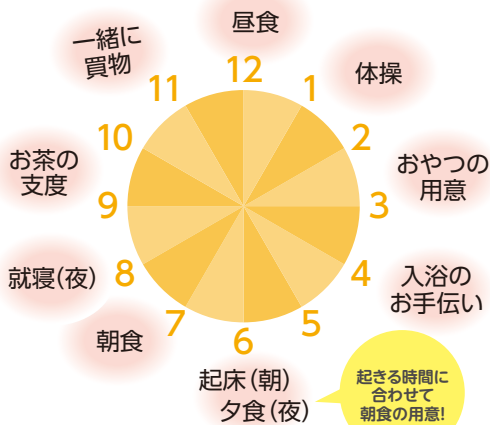 昼食
12
体操
1
2
おやつの
用意
3
入浴の
お手伝い
4
5
起きる時間に
合わせて
朝食の用意!
6
起床(朝)
夕食(夜)
7
朝食
8
就寝(夜)
9
お茶の
支度
10
一緒に
買物
11